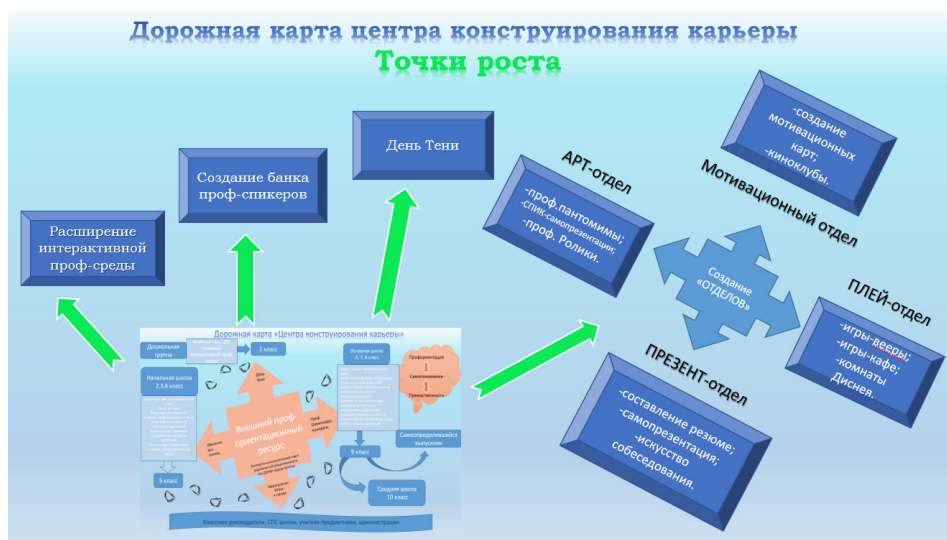 Дорожная карта центра конструирования карьеры
Точки роста
Расширение
интерактивной
проф-среды
Создание банка
проф-спикеров
День Тени
АРТ-отдел
-проф.пантомимы;
-СПИК-самопрезентации;
-проф. Ролики.
-создание
мотивационных
карт;
-киноклубы.
Мотивационный отдел
Создание
«ОТДЕЛОВ»
ПЛЕЙ-отдел
-игры-вееры;
-игры-кафе;
-комнаты
Диснея.
ПРЕЗЕНТ-отдел
-составление резюме;
-самопрезентация;
-искусство
собеседования.
Дорожная карта «Центра конструирования карьеры»
Дошкольная
группа
1 класс
Начальная школа
2,3,4 класс
Основная школа
6, 7, 8 класс
Профориентация
Самопознание
Преемственность
День
Тени
Внешний проф-
ориентационный
ресурс
Самоопределившийся
выпускник
9 класс
5 класс
Средняя школа
10 класс
Классные руководители, СПС школы, учителя-предметники, администрация